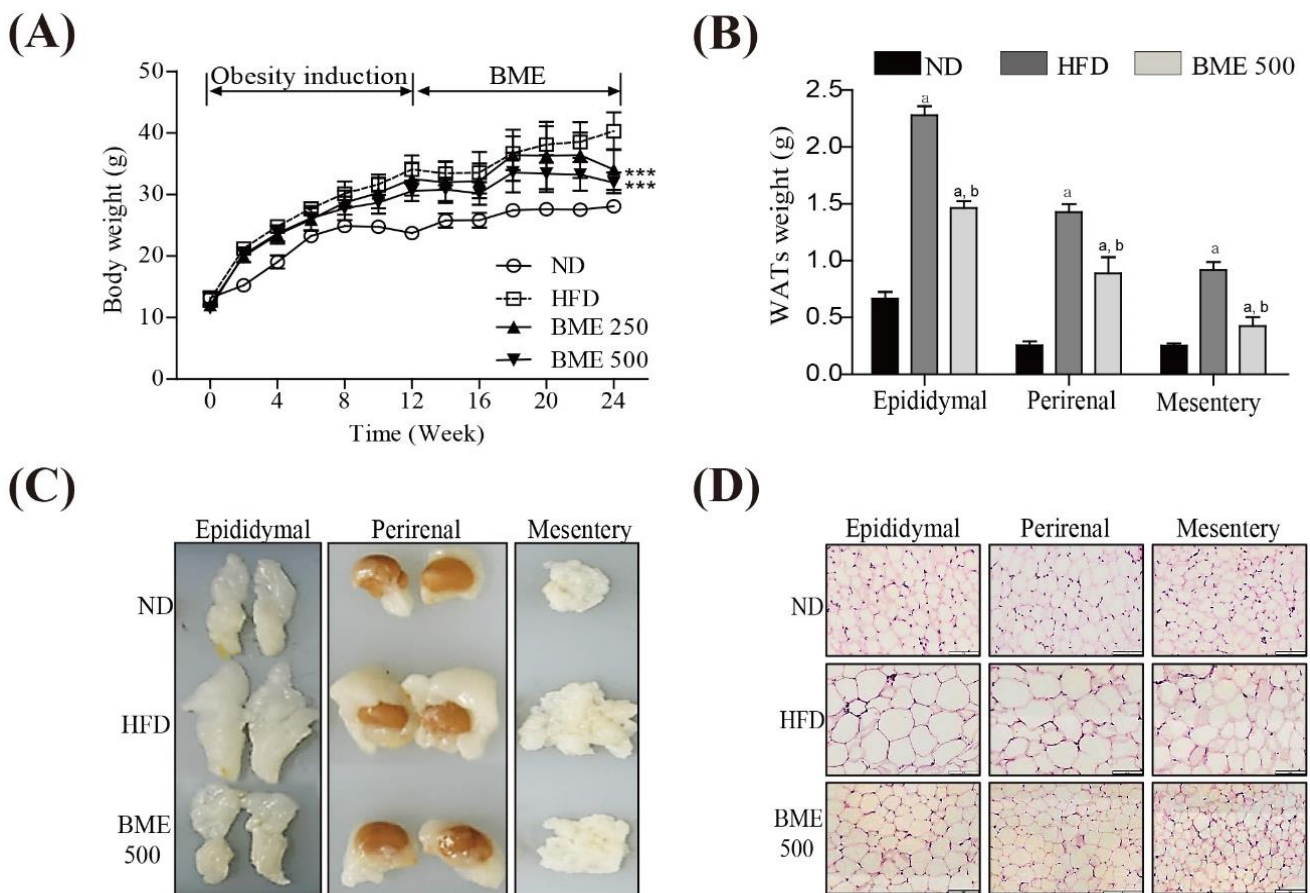 (A)
Obesity induction
BME
Body weight (g)
50
40
30
20
10
0
***
***
ND
HFD
BME 250
BME 500
0
4
8
12
16
20
24
Time (Week)
(B)
ND
HFD
BME 500
WATs weight (g)
2.5
2.0
1.5
1.0
0.5
0.0
a
a, b
a
a, b
a
a, b
Epididymal
Perirenal
Mesentery
(C)
Epididymal
Perirenal
Mesentery
ND
HFD
BME
500
(D)
Epididymal
Perirenal
Mesentery
ND
HFD
BME
500